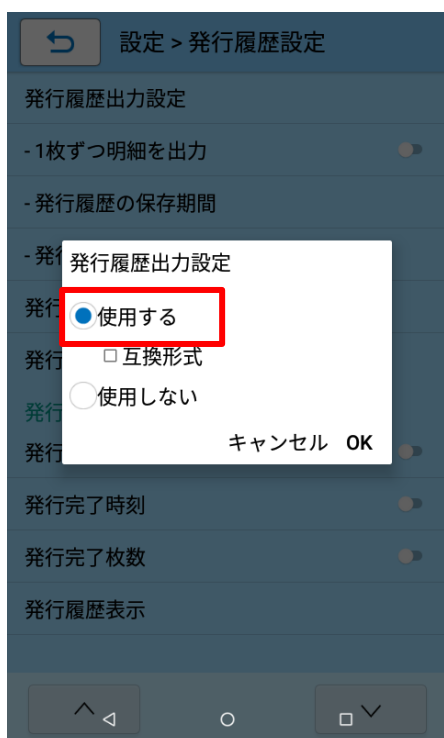 設定 > 発行履歴設定
発行履歴出力設定
- 1枚ずつ明細を出力
- 発行履歴の保存期間
- 発行
発行履歴出力設定
発行
使用する
発行
互換形式
発行
使用しない
発行
キャンセル OK
発行完了時刻
発行完了枚数
発行履歴表示